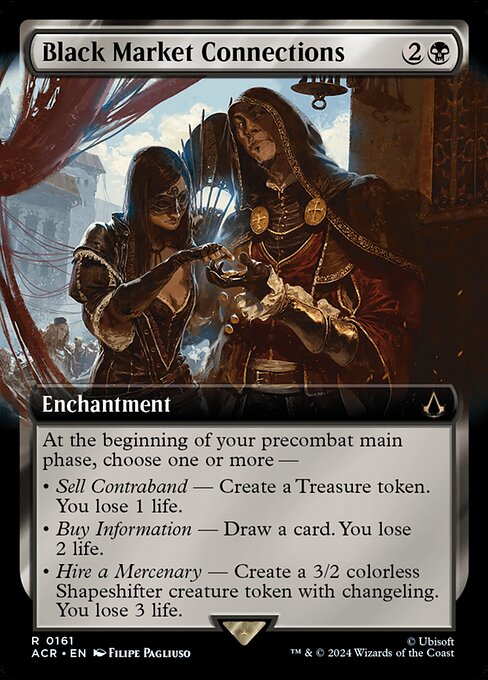 Black Market Connections 2
Enchantment
At the beginning of your precombat main
phase, choose one or more —
• Sell Contraband — Create a Treasure token.
You lose 1 life.
• Buy Information — Draw a card. You lose
2 life.
• Hire a Mercenary — Create a 3/2 colorless
Shapeshifter creature token with changeling.
You lose 3 life.
R 0161 © Ubisoft
ACR • EN Filipe Pagliuso ™ & © 2024 Wizards of the Coast